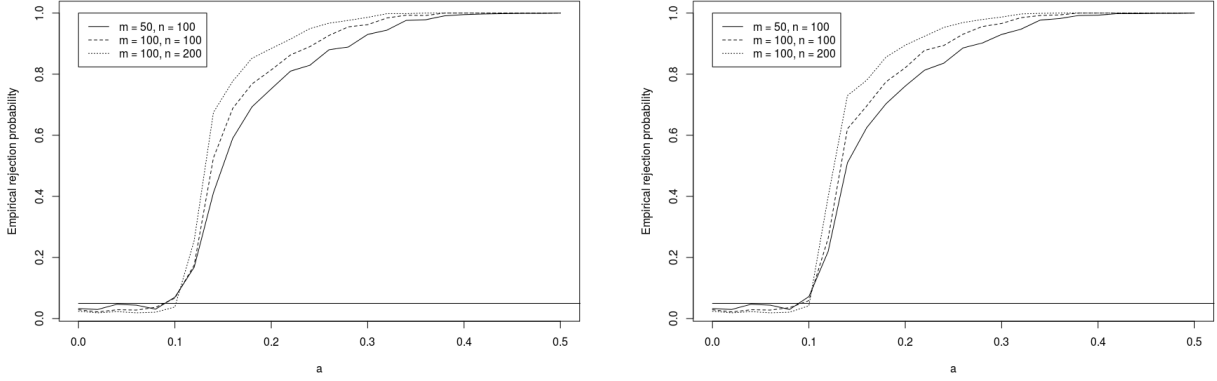 m = 50, n = 100
m = 100, n = 100
m = 100, n = 200
Empirical rejection probability
0.0
0.2
0.4
0.6
0.8
1.0
0.0
0.1
0.2
0.3
0.4
0.5
a
m = 50, n = 100
m = 100, n = 100
m = 100, n = 200
Empirical rejection probability
0.0
0.2
0.4
0.6
0.8
1.0
0.0
0.1
0.2
0.3
0.4
0.5
a